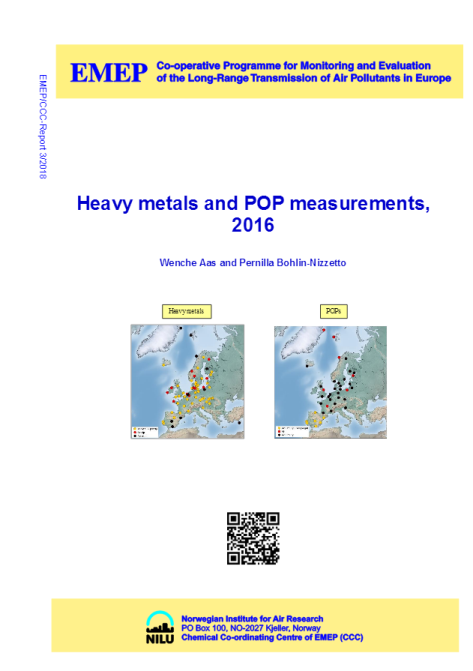 EMEP/CCC-Report 3/2018
EMEP
Co-operative Programme for Monitoring and Evaluation
of the Long-Range Transmission of Air Pollutants in Europe
Heavy metals and POP measurements,
2016
Wenche Aas and Pernilla Bohlin-Nizzetto
Heavy metals
POPs
NILU
Norwegian Institute for Air Research
PO Box 100, NO-2027 Kjeller, Norway
Chemical Co-ordinating Centre of EMEP (CCC)